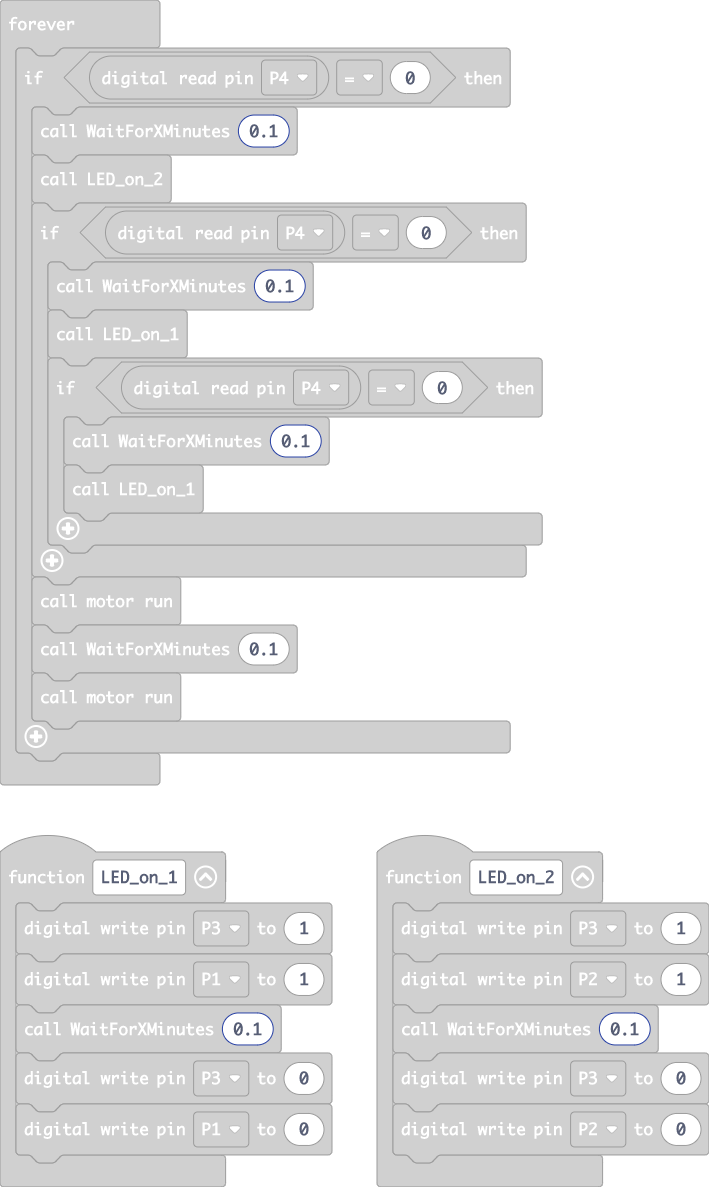 forever
if digital read pin P4 = 0 then
call WaitForXMinutes 0.1
call LED_on_2
if digital read pin P4 = 0 then
call WaitForXMinutes 0.1
call LED_on_1
if digital read pin P4 = 0 then
call WaitForXMinutes 0.1
call LED_on_1
call motor run
call WaitForXMinutes 0.1
call motor run
function LED_on_1
digital write pin P3 to 1
digital write pin P1 to 1
call WaitForXMinutes 0.1
digital write pin P3 to 0
digital write pin P1 to 0
function LED_on_2
digital write pin P3 to 1
digital write pin P2 to 1
call WaitForXMinutes 0.1
digital write pin P3 to 0
digital write pin P2 to 0